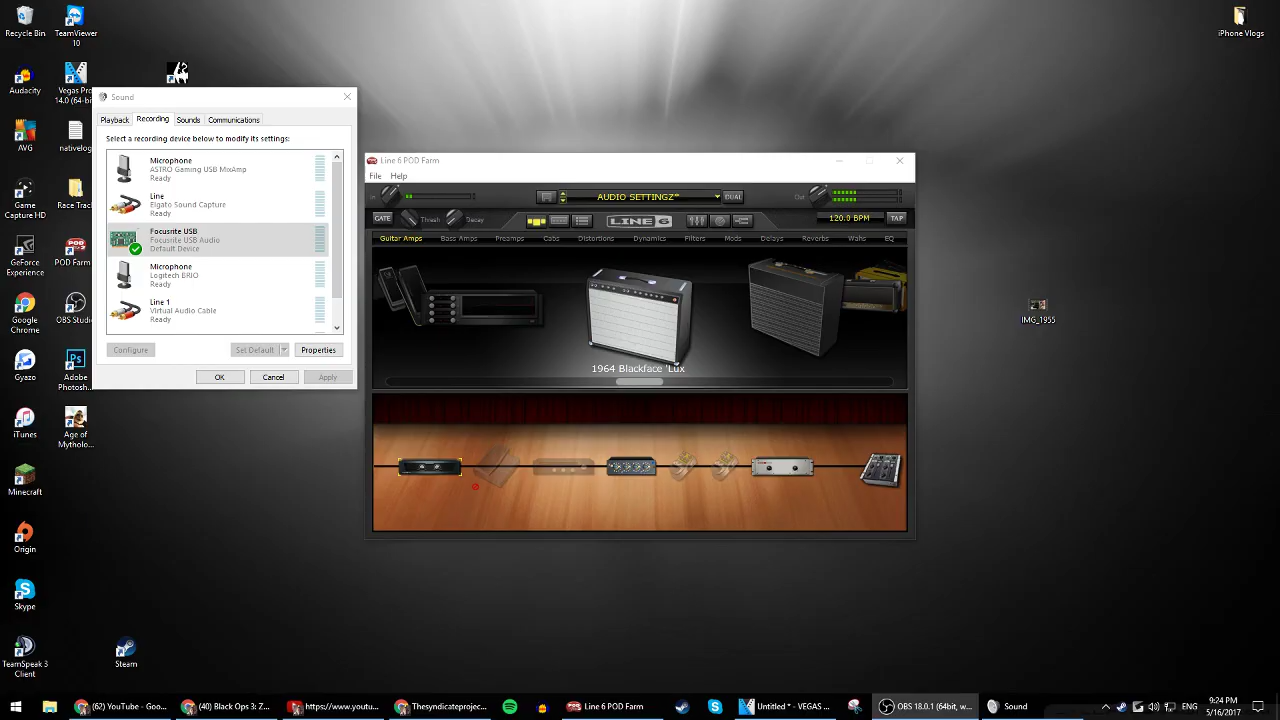 Recycle Bin
TeamViewer
10
iPhone Vlogs
Audacity
Vegas Pro
14.0 (64-bit)
AVG
nativelog
Game
Capture HD
Race Track
GeForce
Experience
POD Farm
Google
Chrome
OBS Studio
Gyazo
Adobe
Photosh...
iTunes
Age of
Mytholo...
Minecraft
Origin
Skype
TeamSpeak 3
Client
Steam
IMG_1955
Sound
Playback
Recording
Sounds
Communications
Select a recording device below to modify its settings:
Microphone
ASTRO Gaming USB MixAmp
Ready
Line
Elgato Sound Capture
Ready
Focusrite USB
Focusrite USB Audio
Default Device
Microphone
Logitech BRIO
Ready
Line 1
Virtual Audio Cable
Ready
Configure
Set Default
Properties
OK
Cancel
Apply
Line 6 POD Farm
File
Help
In
AUDIO SETTINGZ*
DUAL
Out
GATE
Thresh
Decay
LINE 6
120.0 BPM
TAP
Guitar Amps
Bass Amps
Preamps
Cabs
Distortions
Dynamics
Filters
Mods
Delays
Reverbs
Wahs
EQ
1964 Blackface 'Lux
(62) YouTube - Goo...
(40) Black Ops 3: Z...
https://www.youtu...
Thesyndicateprojec...
Line 6 POD Farm
Untitled * - VEGAS ...
OBS 18.0.1 (64bit, w...
Sound
ENG
9:24 PM
5/16/2017